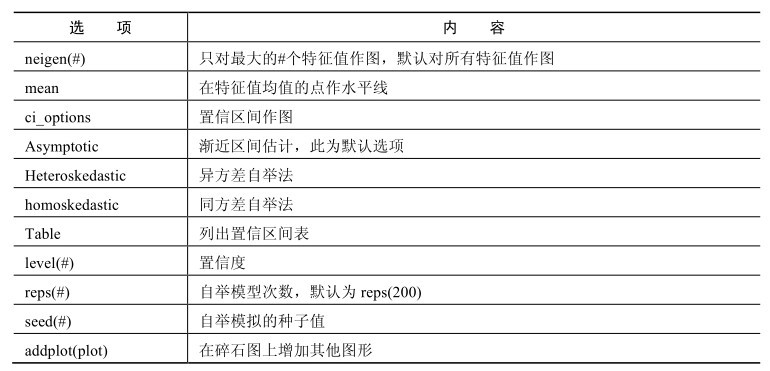 选 项 内 容
neigen(#) 只对最大的#个特征值作图，默认对所有特征值作图
mean 在特征值均值的点作水平线
ci_options 置信区间作图
Asymptotic 渐近区间估计，此为默认选项
Heteroskedastic 异方差自举法
homoskedastic 同方差自举法
Table 列出置信区间表
level(#) 置信度
reps(#) 自举模型次数，默认为 reps(200)
seed(#) 自举模拟的种子值
addplot(plot) 在碎石图上增加其他图形